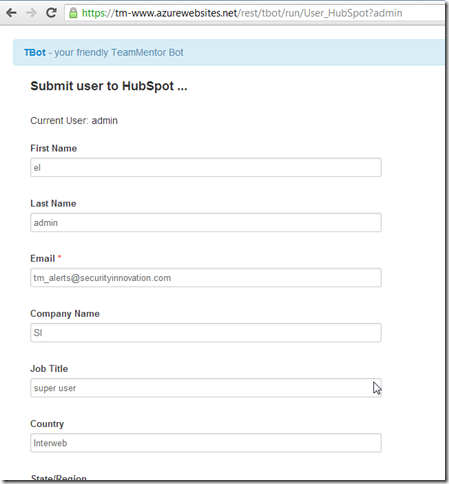 https://tm-www.azurewebsites.net/rest/tbot/run/User_HubSpot?admin
TBot - your friendly TeamMentor Bot
Submit user to HubSpot ...
Current User: admin
First Name
el
Last Name
admin
Email *
tm_alerts@securityinnovation.com
Company Name
SI
Job Title
super user
Country
Interweb
State/Region